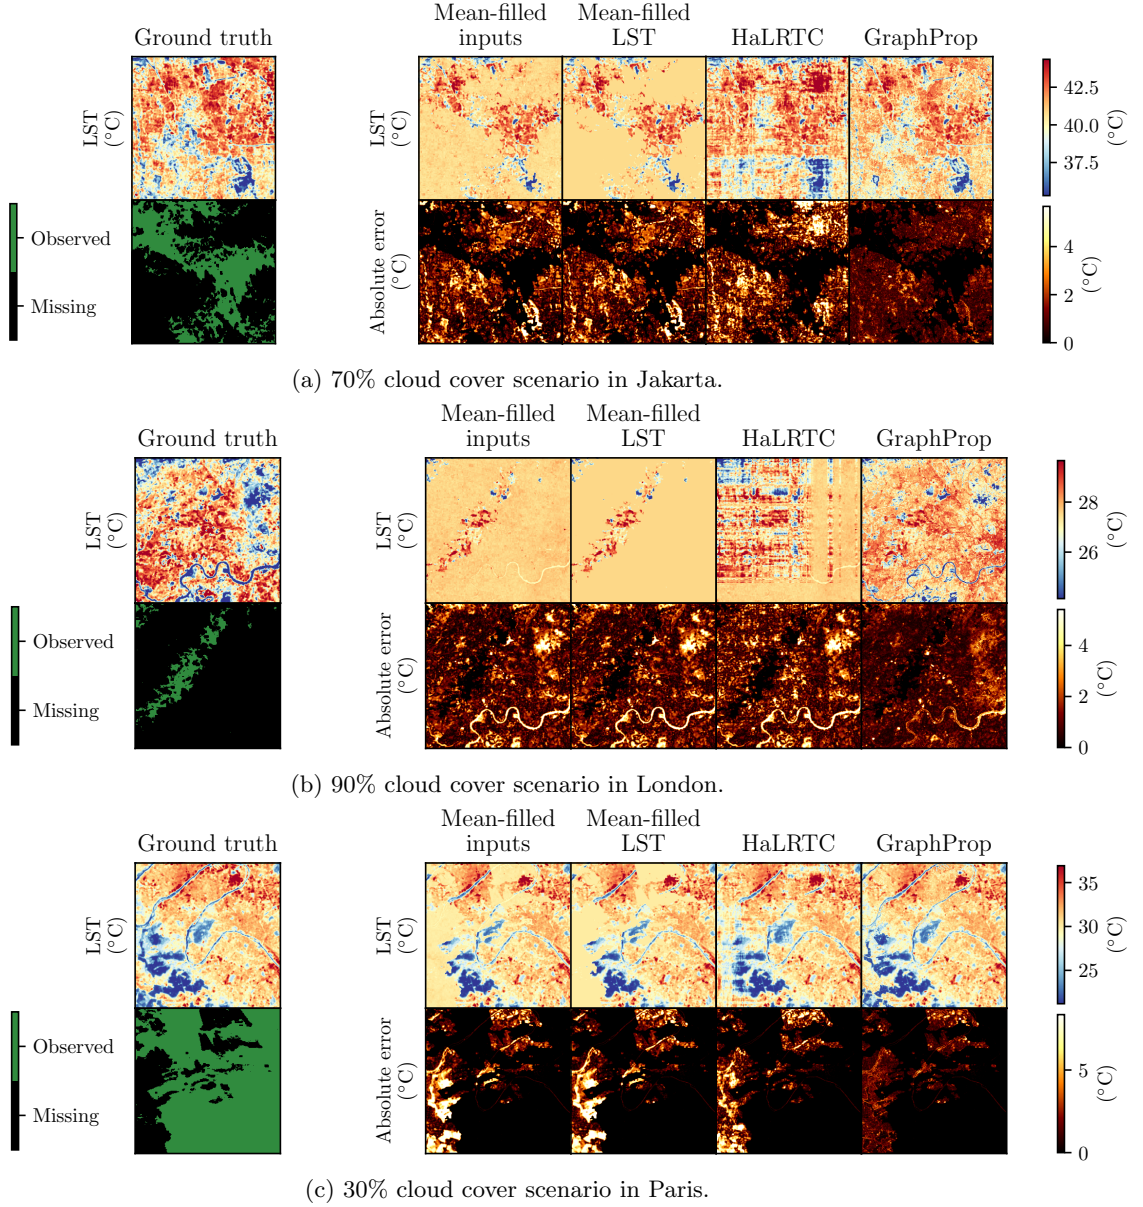 Ground truth
Mean-filled
inputs
Mean-filled
LST
HaLRTC
GraphProp
LST
(°C)
LST
(°C)
42.5
40.0
37.5
(°C)
Observed
Missing
Absolute error
(°C)
4
2
0
(°C)
(a) 70% cloud cover scenario in Jakarta.
Ground truth
Mean-filled
inputs
Mean-filled
LST
HaLRTC
GraphProp
LST
(°C)
LST
(°C)
28
26
(°C)
Observed
Missing
Absolute error
(°C)
4
2
0
(°C)
(b) 90% cloud cover scenario in London.
Ground truth
Mean-filled
inputs
Mean-filled
LST
HaLRTC
GraphProp
LST
(°C)
LST
(°C)
35
30
25
(°C)
Observed
Missing
Absolute error
(°C)
5
0
(°C)
(c) 30% cloud cover scenario in Paris.